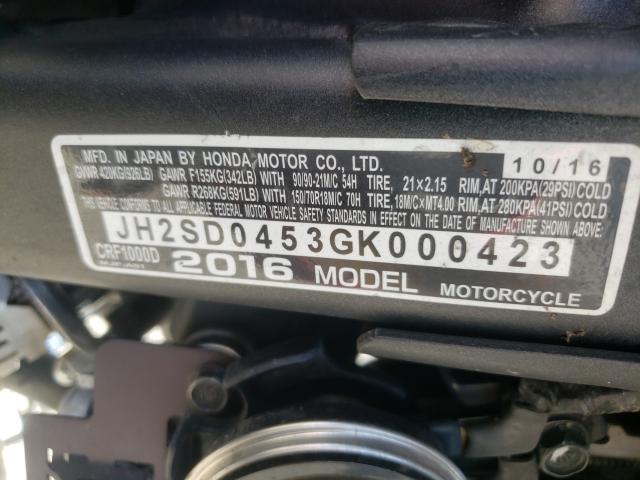 MFD. IN JAPAN BY HONDA MOTOR CO., LTD. 10/16
GVWR 420KG(926LB) GAWR F155KG(342LB) WITH 90/90-21M/C 54H TIRE, 21×2.15 RIM,AT 200KPA(29PSI)COLD
GAWR R268KG(591LB) WITH 150/70R18M/C 70H TIRE, 18M/C×MT4.00 RIM,AT 280KPA(41PSI)COLD
THIS VEHICLE CONFORMS TO ALL APPLICABLE
FEDERAL MOTOR VEHICLE SAFETY STANDARDS IN EFFECT ON THE DATE OF MANUFACTURE SHOWN ABOVE.
JH2SD0453GK000423
CRF1000D 2016 MODEL MOTORCYCLE